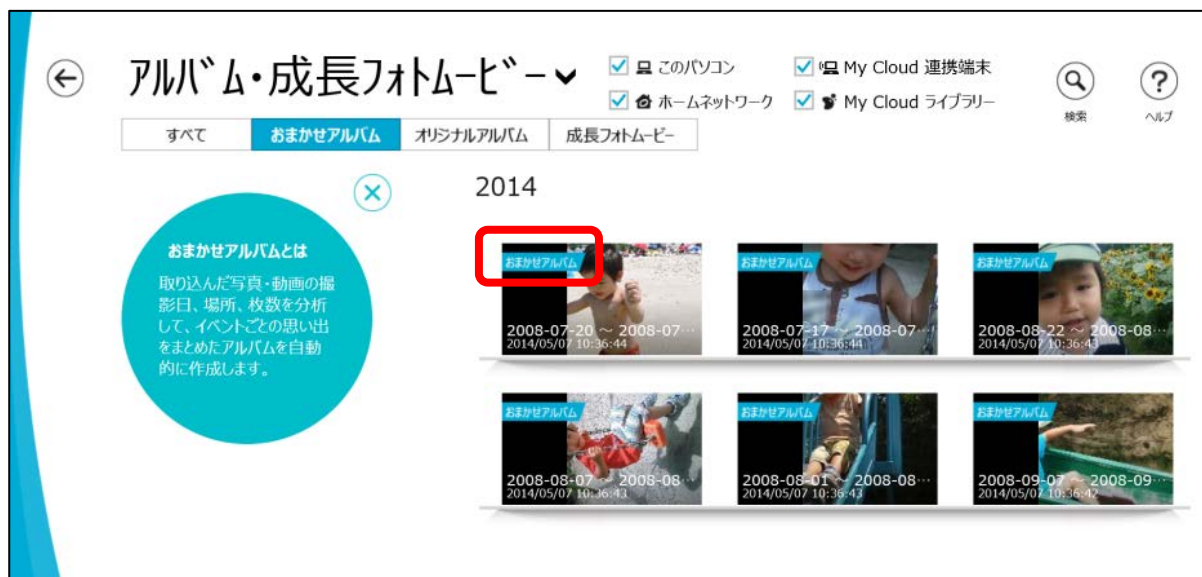 アルバム・成長フォトムービー
このパソコン
My Cloud 連携端末
ホームネットワーク
My Cloud ライブラリー
検索
ヘルプ
すべて
おまかせアルバム
オリジナルアルバム
成長フォトムービー
おまかせアルバムとは
取り込んだ写真・動画の撮
影日、場所、枚数を分析
して、イベントごとの思い出
をまとめたアルバムを自動
的に作成します。
2014
おまかせアルバム
2008-07-20 ~ 2008-07…
2014/05/07 10:36:44
おまかせアルバム
2008-07-17 ~ 2008-07…
2014/05/07 10:36:44
おまかせアルバム
2008-08-22 ~ 2008-08…
2014/05/07 10:36:43
おまかせアルバム
2008-08-07 ~ 2008-08…
2014/05/07 10:36:43
おまかせアルバム
2008-08-01 ~ 2008-08…
2014/05/07 10:36:43
おまかせアルバム
2008-09-07 ~ 2008-09…
2014/05/07 10:36:42